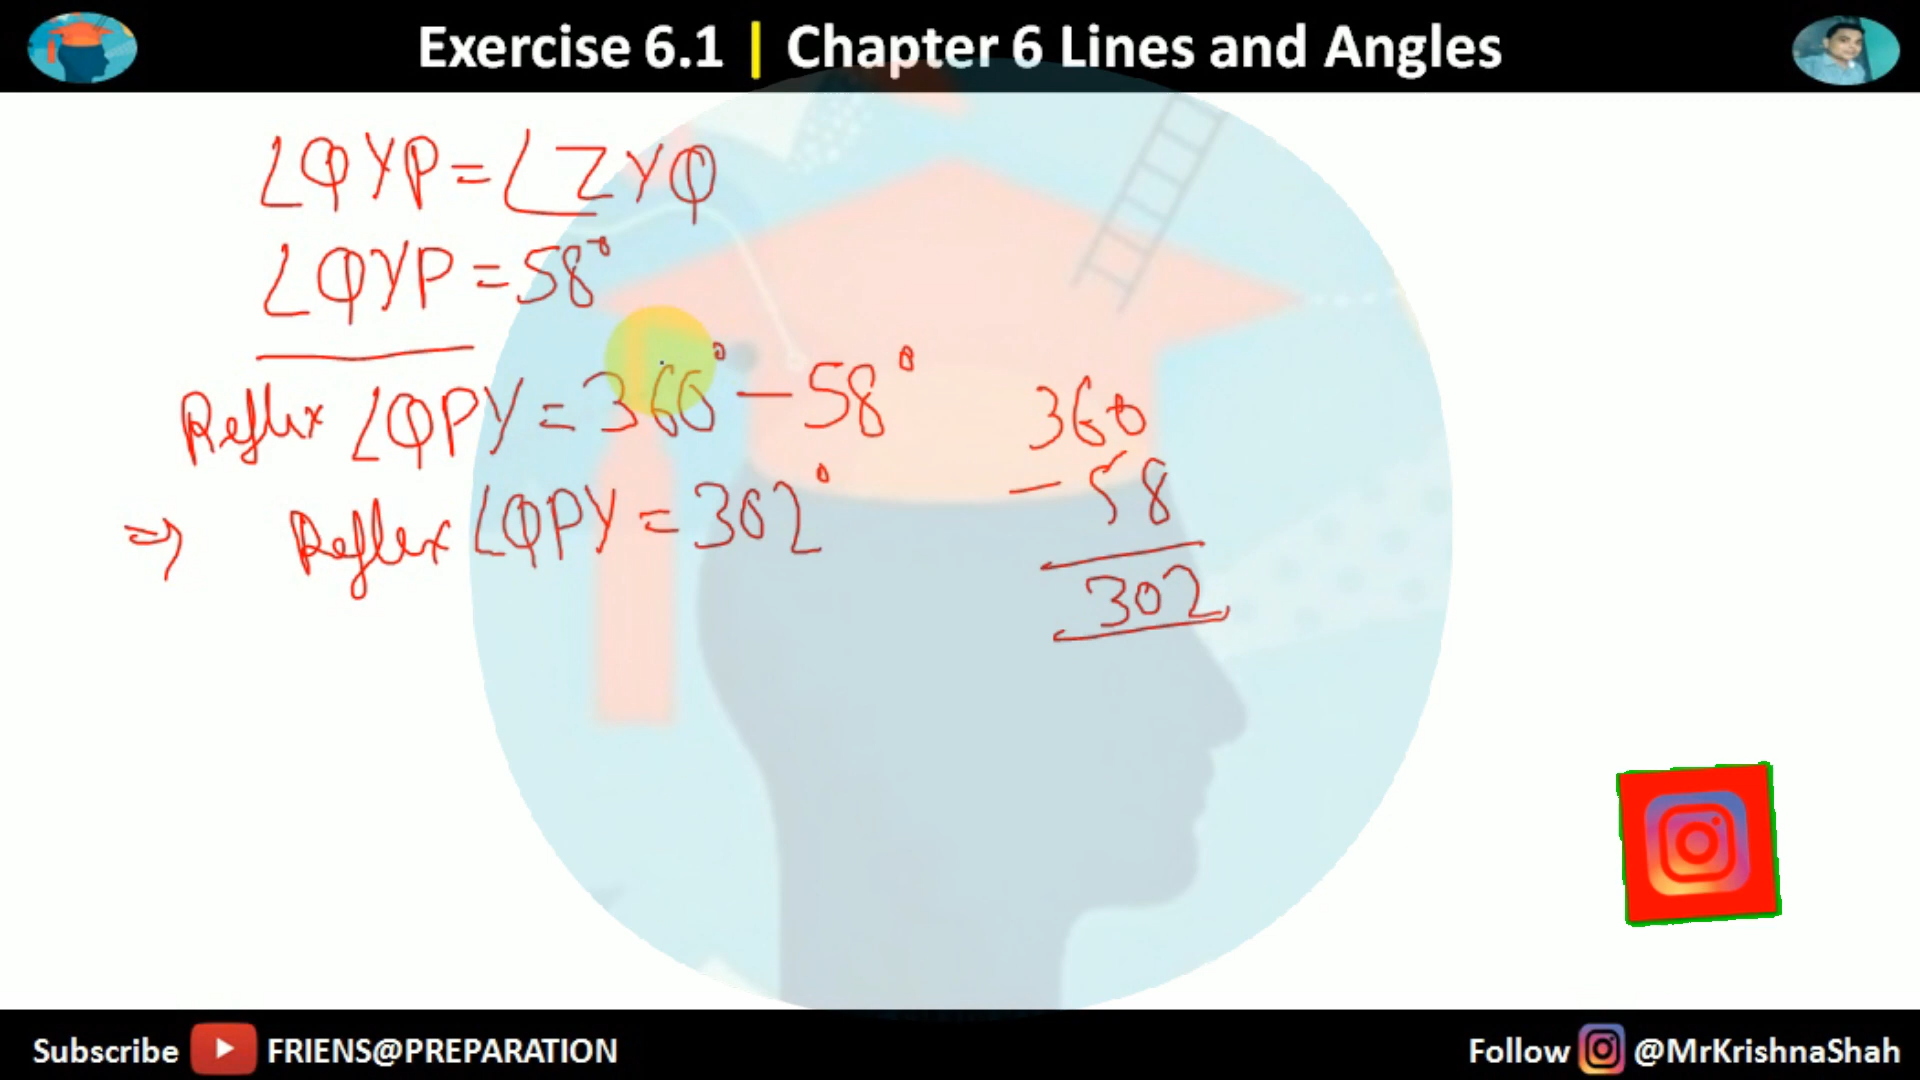 Exercise 6.1 | Chapter 6 Lines and Angles
∠QYP = ∠ZYQ
∠QYP = 58°
Reflex ∠QPY = 360° - 58°
⇒ Reflex ∠QPY = 302°
360
- 58
302
Subscribe FRIENS@PREPARATION
Follow @MrKrishnaShah